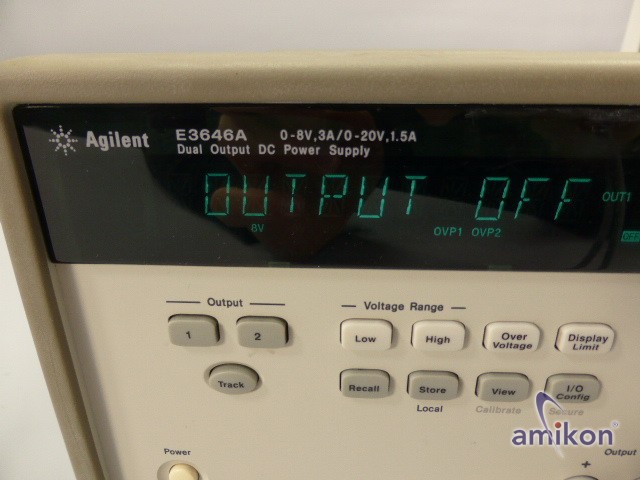 Agilent E3646A 0-8V,3A/0-20V,1.5A
Dual Output DC Power Supply
OUTPUT OFF OUT1
8V OVP1 OVP2 OFF
Output Voltage Range
1 2 Low High Over Voltage Display Limit
Track Recall Store View I/O Config
Local Calibrate Secure
amikon®
Power Output
+